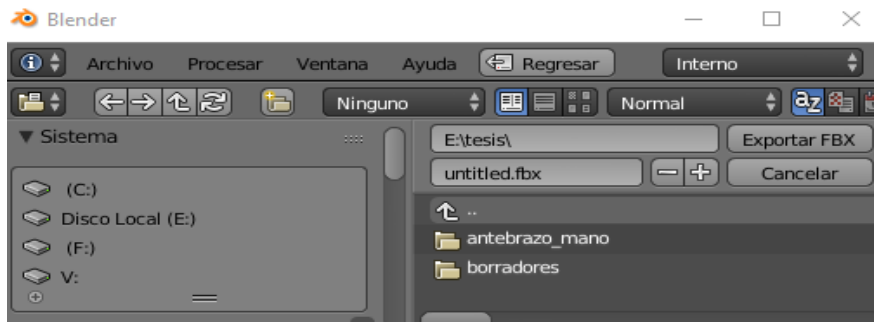 Blender
Archivo Procesar Ventana Ayuda Regresar Interno
Ninguno Normal az
Sistema
(C:)
Disco Local (E:)
(F:)
V:
E:\tesis\ Exportar FBX
untitled.fbx Cancelar
..
antebrazo_mano
borradores